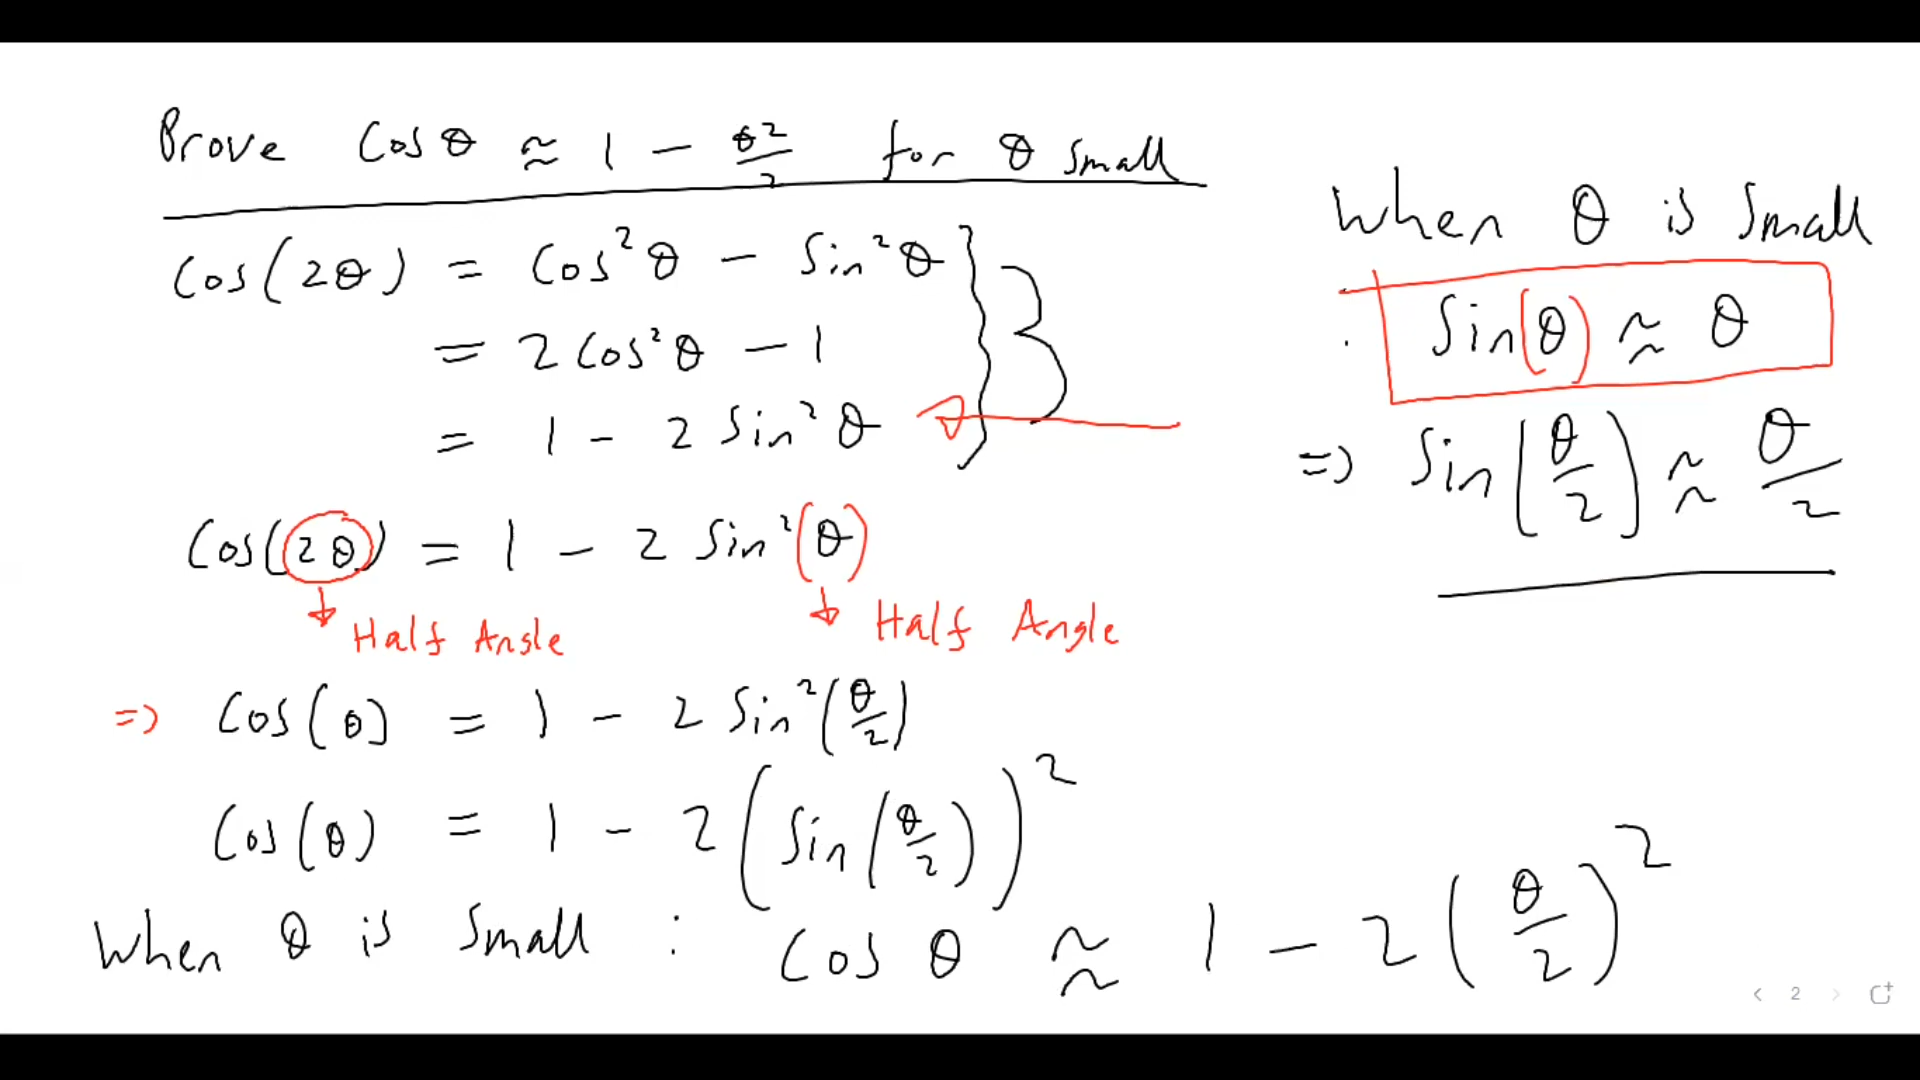 Prove Cos θ ≈ 1 - θ²/2 for θ small
Cos(2θ) = Cos²θ - Sin²θ
= 2Cos²θ - 1
= 1 - 2Sin²θ
3
Cos(2θ) = 1 - 2 Sin²(θ)
Half Angle
Half Angle
=> Cos(θ) = 1 - 2 Sin²(θ/2)
Cos(θ) = 1 - 2 (Sin(θ/2))²
When θ is small : Cos θ ≈ 1 - 2 (θ/2)²
When θ is small
Sin(θ) ≈ θ
=> Sin(θ/2) ≈ θ/2
2